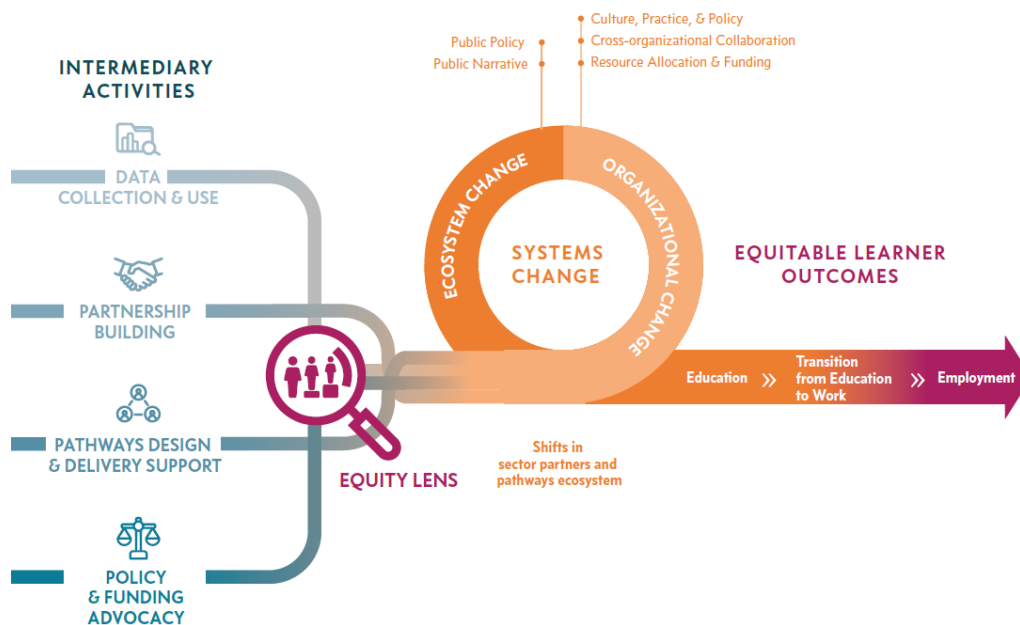 INTERMEDIARY
ACTIVITIES
DATA
COLLECTION & USE
PARTNERSHIP
BUILDING
PATHWAYS DESIGN
& DELIVERY SUPPORT
POLICY
& FUNDING
ADVOCACY
EQUITY LENS
Public Policy
Public Narrative
Culture, Practice, & Policy
Cross-organizational Collaboration
Resource Allocation & Funding
ECOSYSTEM CHANGE
ORGANIZATIONAL CHANGE
SYSTEMS
CHANGE
Shifts in
sector partners and
pathways ecosystem
EQUITABLE LEARNER
OUTCOMES
Education »
Transition
from Education
to Work
» Employment